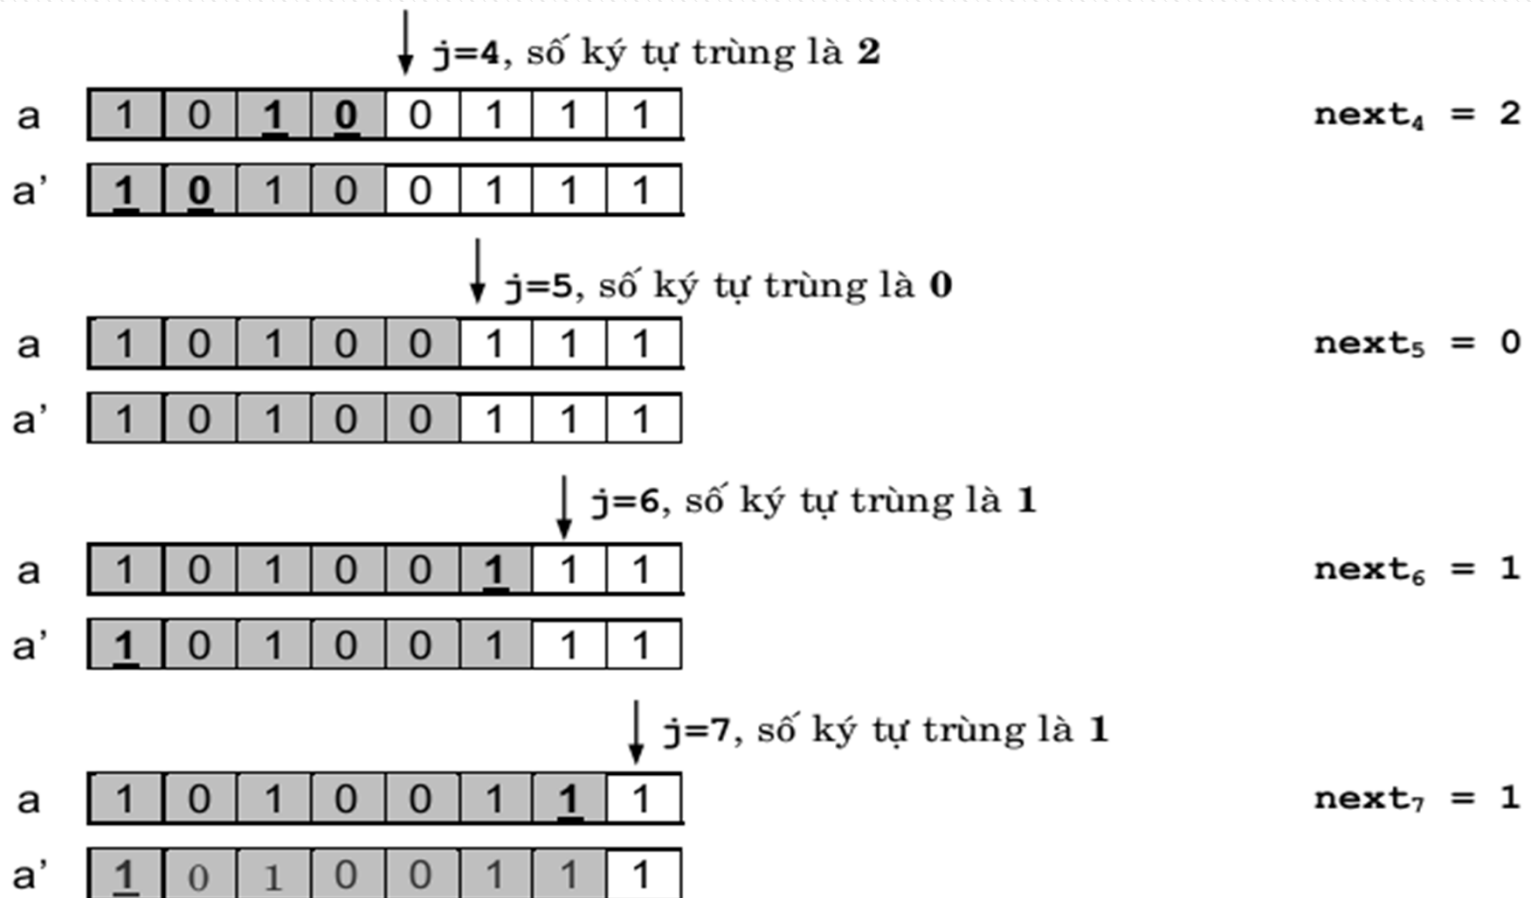 j=4, số ký tự trùng là 2
a 1 0 1 0 0 1 1 1 next₄ = 2
a’ 1 0 1 0 0 1 1 1
j=5, số ký tự trùng là 0
a 1 0 1 0 0 1 1 1 next₅ = 0
a’ 1 0 1 0 0 1 1 1
j=6, số ký tự trùng là 1
a 1 0 1 0 0 1 1 1 next₆ = 1
a’ 1 0 1 0 0 1 1 1
j=7, số ký tự trùng là 1
a 1 0 1 0 0 1 1 1 next₇ = 1
a’ 1 0 1 0 0 1 1 1